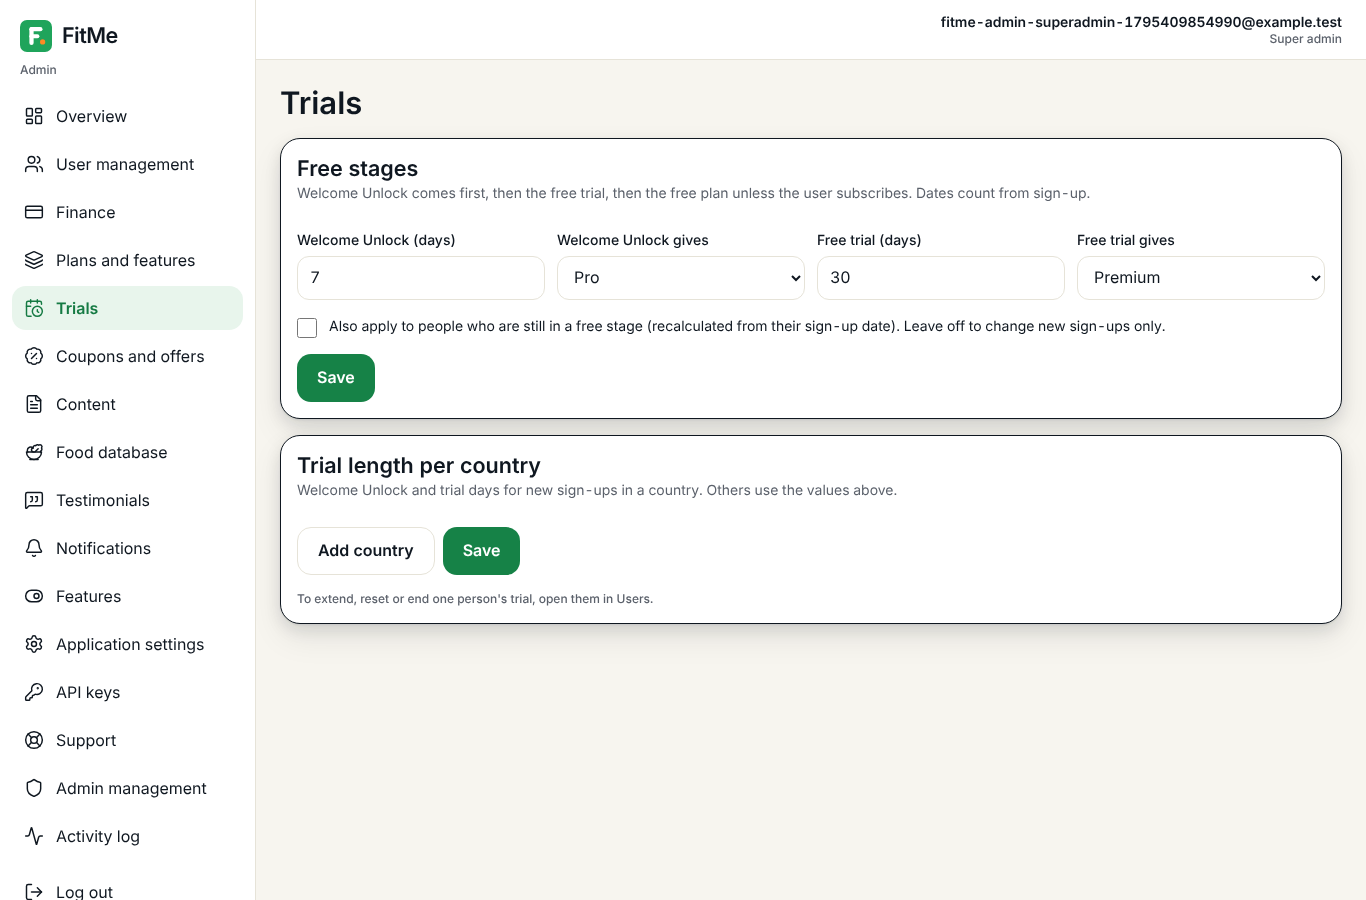 FitMe
Admin
Overview
User management
Finance
Plans and features
Trials
Coupons and offers
Content
Food database
Testimonials
Notifications
Features
Application settings
API keys
Support
Admin management
Activity log
Log out
fitme-admin-superadmin-1795409854990@example.test
Super admin
Trials
Free stages
Welcome Unlock comes first, then the free trial, then the free plan unless the user subscribes. Dates count from sign-up.
Welcome Unlock (days)
7
Welcome Unlock gives
Pro
Free trial (days)
30
Free trial gives
Premium
Also apply to people who are still in a free stage (recalculated from their sign-up date). Leave off to change new sign-ups only.
Save
Trial length per country
Welcome Unlock and trial days for new sign-ups in a country. Others use the values above.
Add country
Save
To extend, reset or end one person's trial, open them in Users.